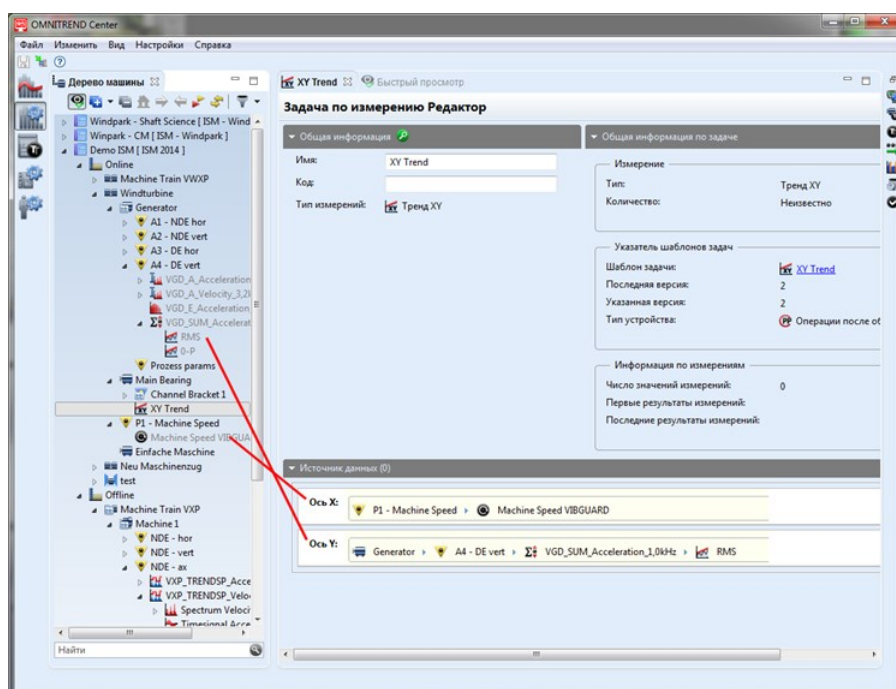 OMNITREND Center
Файл Изменить Вид Настройки Справка
Дерево машины
Windpark - Shaft Science [ ISM - Wind
Winpark - CM [ ISM - Windpark ]
Demo ISM [ ISM 2014 ]
Online
Machine Train VWXP
Windturbine
Generator
A1 - NDE hor
A2 - NDE vert
A3 - DE hor
A4 - DE vert
VGD_A_Acceleration
VGD_A_Velocity_3,2
VGD_E_Acceleration
VGD_SUM_Accelerat
RMS
0-P
Prozess params
Main Bearing
Channel Bracket 1
XY Trend
P1 - Machine Speed
Machine Speed VIBGUA
Einfache Maschine
Neu Maschinenzug
test
Offline
Machine Train VXP
Machine 1
NDE - hor
NDE - vert
NDE - ax
VXP_TRENDSP_Acce
VXP_TRENDSP_Velo
Spectrum Veloci
Timesignal Acce
Найти
XY Trend Быстрый просмотр
Задача по измерению Редактор
Общая информация
Имя: XY Trend
Код:
Тип измерений: Тренд XY
Общая информация по задаче
Измерение
Тип: Тренд XY
Количество: Неизвестно
Указатель шаблонов задач
Шаблон задачи: XY Trend
Последняя версия: 2
Указанная версия: 2
Тип устройства: PP Операции после об
Информация по измерениям
Число значений измерений: 0
Первые результаты измерений:
Последние результаты измерений:
Источник данных (0)
Ось X: P1 - Machine Speed Machine Speed VIBGUARD
Ось Y: Generator A4 - DE vert VGD_SUM_Acceleration_1,0kHz RMS